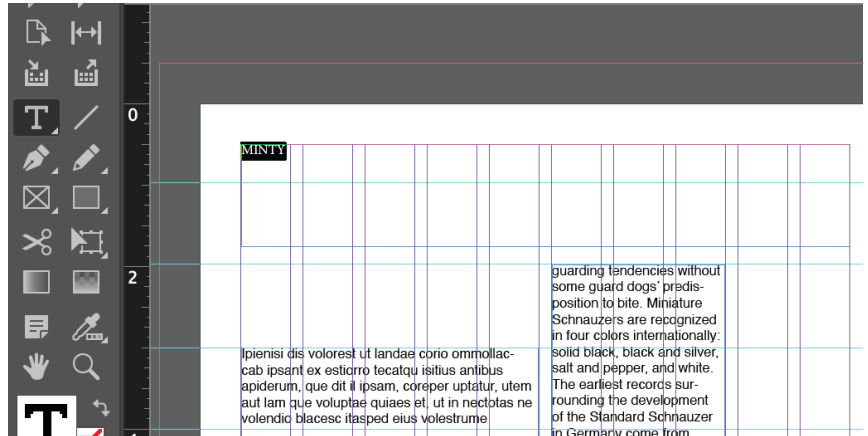 0
MINTY
2
Ipienisi dis volorest ut landae corio ommollac-
cab ipsant ex estiorro tecatqu isitius antibus
apiderum, que dit il ipsam, coreper uptatur, utem
aut lam que voluptae quiaes et, ut in nectotas ne
volendio blacesc itasped eius volestrume
guarding tendencies without
some guard dogs’ predis-
position to bite. Miniature
Schnauzers are recognized
in four colors internationally:
solid black, black and silver,
salt and pepper, and white.
The earliest records sur-
rounding the development
of the Standard Schnauzer
in Germany come from